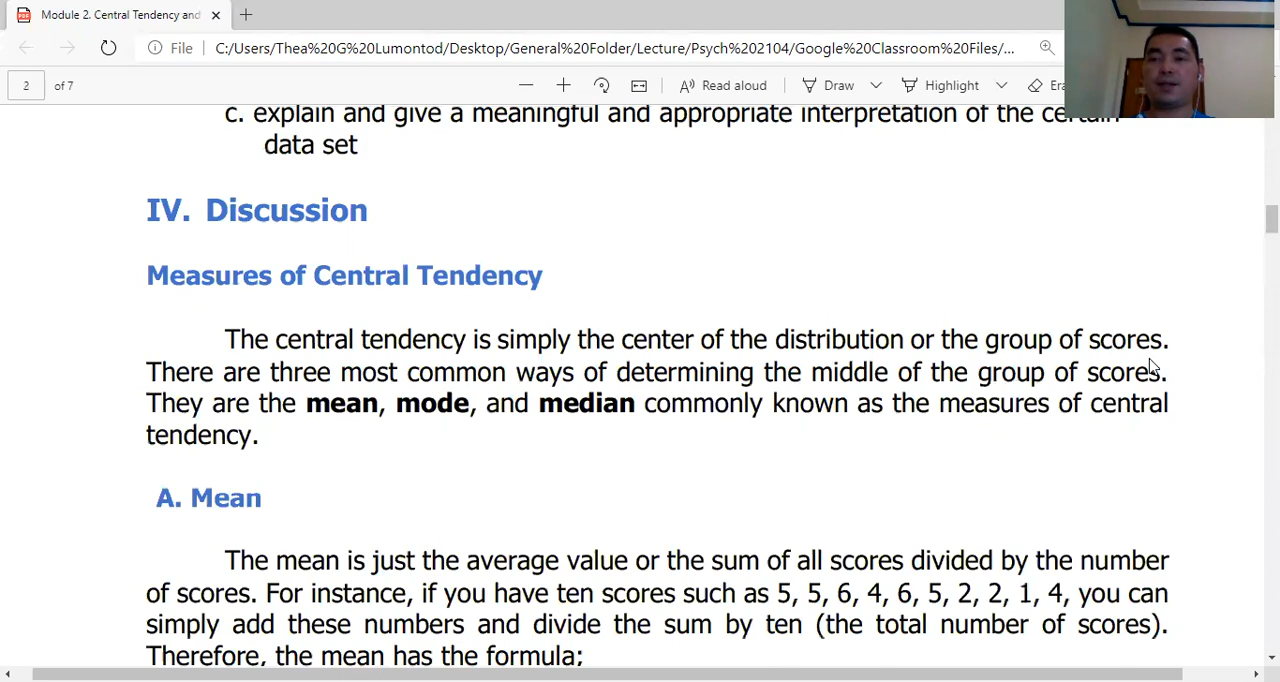 Module 2. Central Tendency and
File
C:/Users/Thea%20G%20Lumontod/Desktop/General%20Folder/Lecture/Psych%202104/Google%20Classroom%20Files/...
2 of 7
Read aloud
Draw
Highlight
Era
c. explain and give a meaningful and appropriate interpretation of the certain
data set
IV. Discussion
Measures of Central Tendency
The central tendency is simply the center of the distribution or the group of scores.
There are three most common ways of determining the middle of the group of scores.
They are the mean, mode, and median commonly known as the measures of central
tendency.
A. Mean
The mean is just the average value or the sum of all scores divided by the number
of scores. For instance, if you have ten scores such as 5, 5, 6, 4, 6, 5, 2, 2, 1, 4, you can
simply add these numbers and divide the sum by ten (the total number of scores).
Therefore, the mean has the formula;